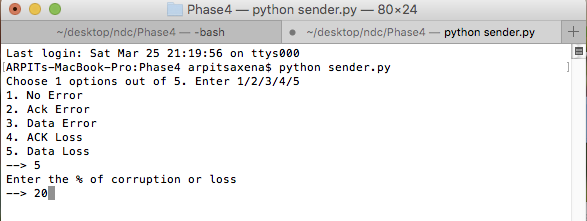 Phase4 — python sender.py — 80×24
~/desktop/ndc/Phase4 — -bash
~/desktop/ndc/Phase4 — python sender.py
+
Last login: Sat Mar 25 21:19:56 on ttys000
[ARPITs-MacBook-Pro:Phase4 arpitsaxena$ python sender.py ]
Choose 1 options out of 5. Enter 1/2/3/4/5
1. No Error
2. Ack Error
3. Data Error
4. ACK Loss
5. Data Loss
--> 5
Enter the % of corruption or loss
--> 20